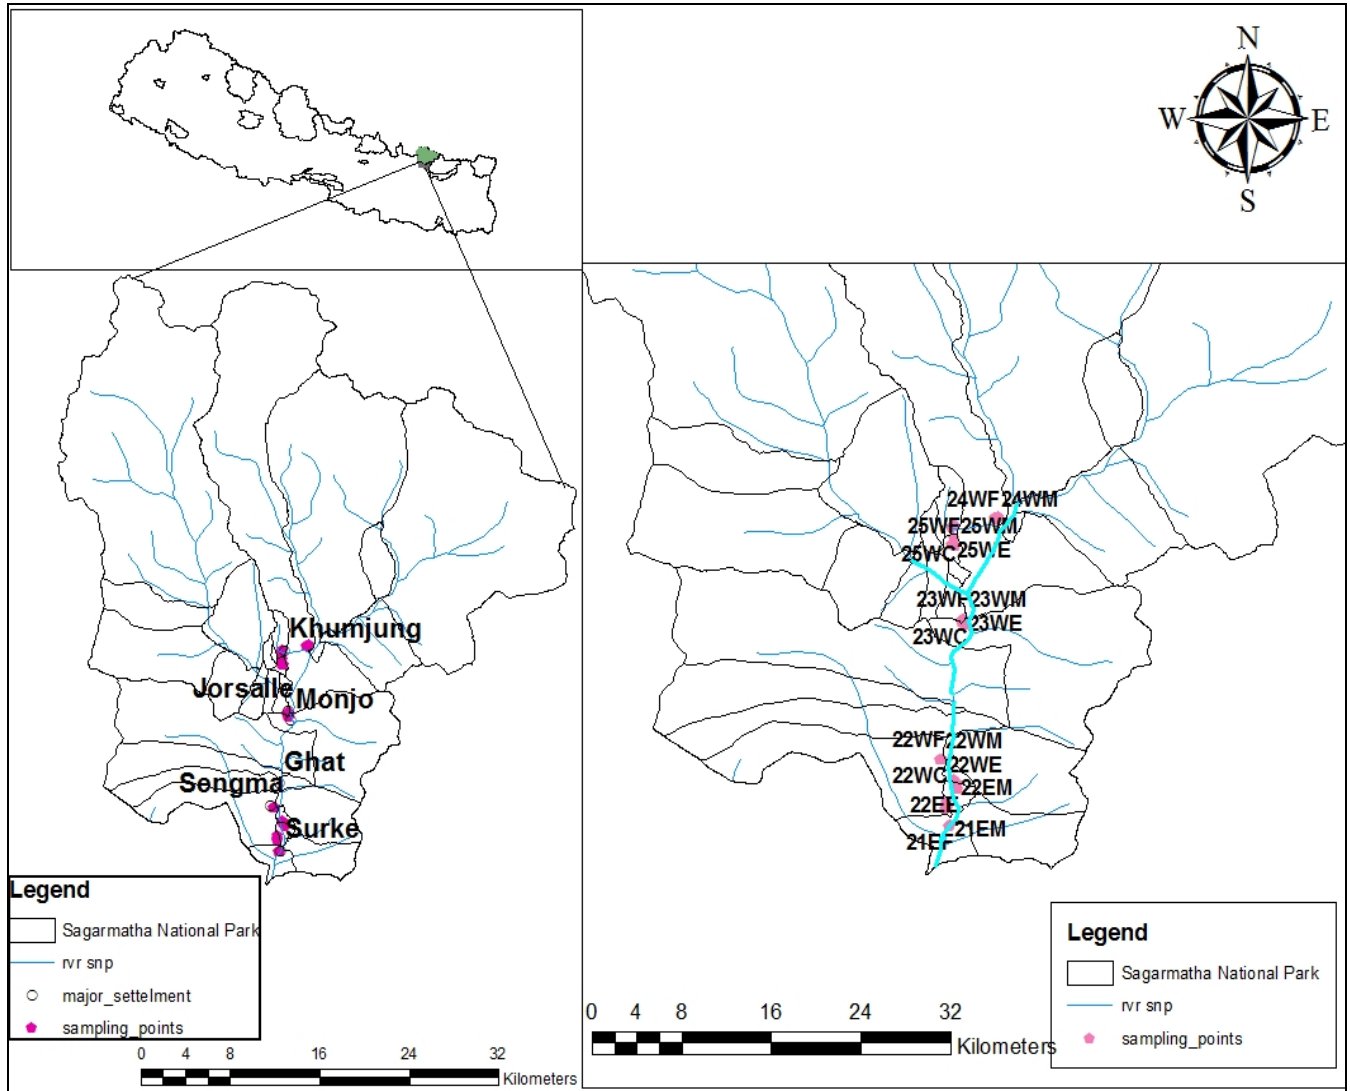 N
W E
S
Khumjung
Jorsalle
Monjo
Ghat
Sengma
Surke
Legend
Sagarmatha National Park
rvr snp
major_settelment
sampling_points
0 4 8 16 24 32
Kilometers
24WF 24WM
25WF 25WM
25WC 25WE
23WF 23WM
23WE
23WC
22WF 22WM
22WE
22WC
22EM
22EE
21EM
21EF
0 4 8 16 24 32
Kilometers
Legend
Sagarmatha National Park
rvr snp
sampling_points